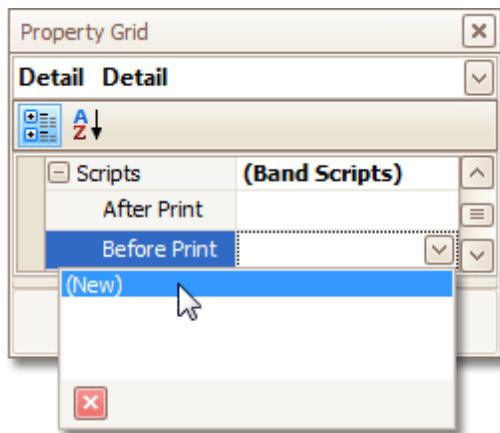 Property Grid
Detail Detail
A Z
Scripts (Band Scripts)
After Print
Before Print
(New)